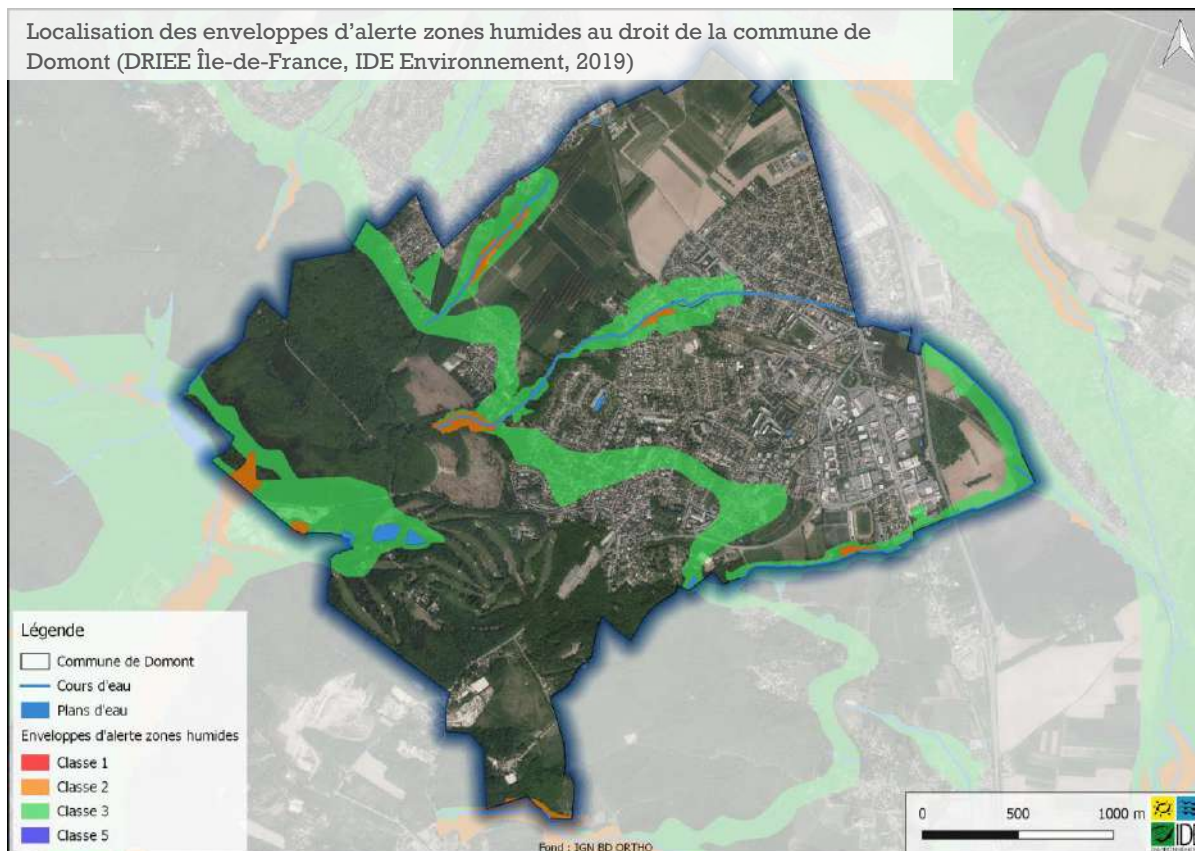 Localisation des enveloppes d'alerte zones humides au droit de la commune de
Domont (DRIEE Île-de-France, IDE Environnement, 2019)
Légende
Commune de Domont
Cours d'eau
Plans d'eau
Enveloppes d'alerte zones humides
Classe 1
Classe 2
Classe 3
Classe 5
0 500 1000 m
IDE
Fond : IGN BD ORTHO